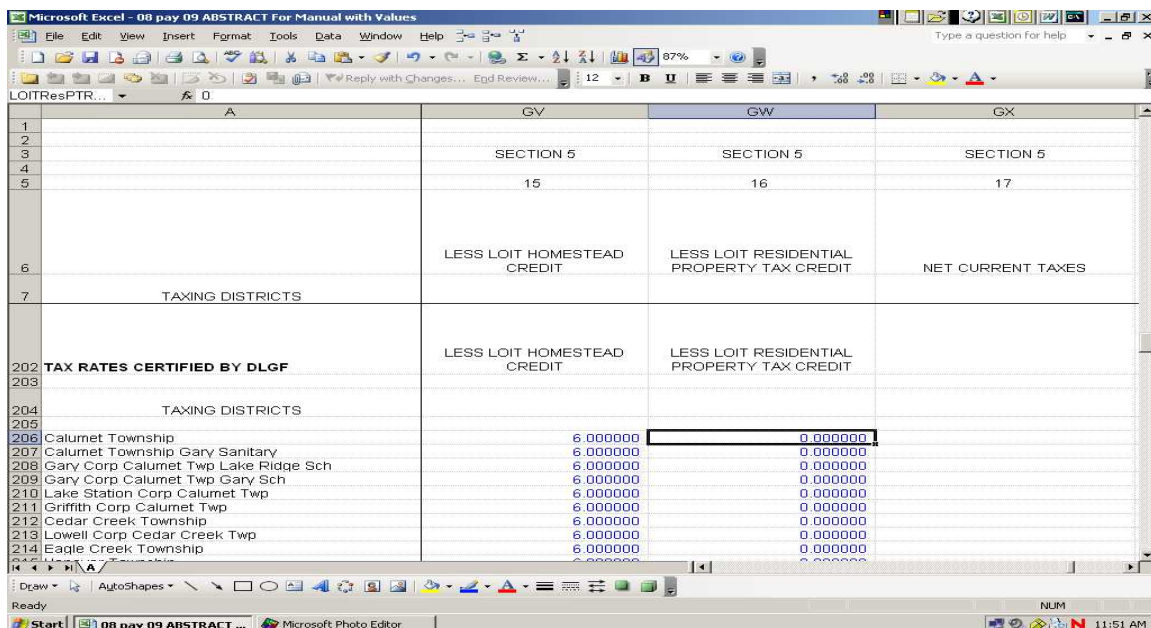 Microsoft Excel - 08 pay 09 ABSTRACT For Manual with Values
File Edit View Insert Format Tools Data Window Help Type a question for help
87%
Reply with Changes... End Review... 12 B U
LOITResPTR... fx 0
A GV GW GX
1
2
3 SECTION 5 SECTION 5 SECTION 5
4
5 15 16 17
LESS LOIT HOMESTEAD LESS LOIT RESIDENTIAL
6 CREDIT PROPERTY TAX CREDIT NET CURRENT TAXES
7 TAXING DISTRICTS
LESS LOIT HOMESTEAD LESS LOIT RESIDENTIAL
202 TAX RATES CERTIFIED BY DLGF CREDIT PROPERTY TAX CREDIT
203
204 TAXING DISTRICTS
205
206 Calumet Township 6.000000 0.000000
207 Calumet Township Gary Sanitary 6.000000 0.000000
208 Gary Corp Calumet Twp Lake Ridge Sch 6.000000 0.000000
209 Gary Corp Calumet Twp Gary Sch 6.000000 0.000000
210 Lake Station Corp Calumet Twp 6.000000 0.000000
211 Griffith Corp Calumet Twp 6.000000 0.000000
212 Cedar Creek Township 6.000000 0.000000
213 Lowell Corp Cedar Creek Twp 6.000000 0.000000
214 Eagle Creek Township 6.000000 0.000000
A
Draw AutoShapes
Ready NUM
Start 08 pay 09 ABSTRACT ... Microsoft Photo Editor 11:51 AM